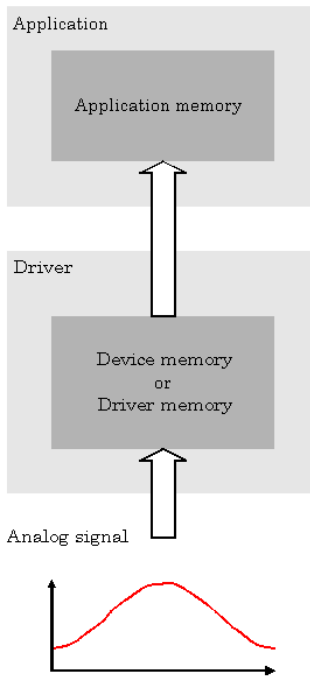 Application
Application memory
Driver
Device memory
or
Driver memory
Analog signal